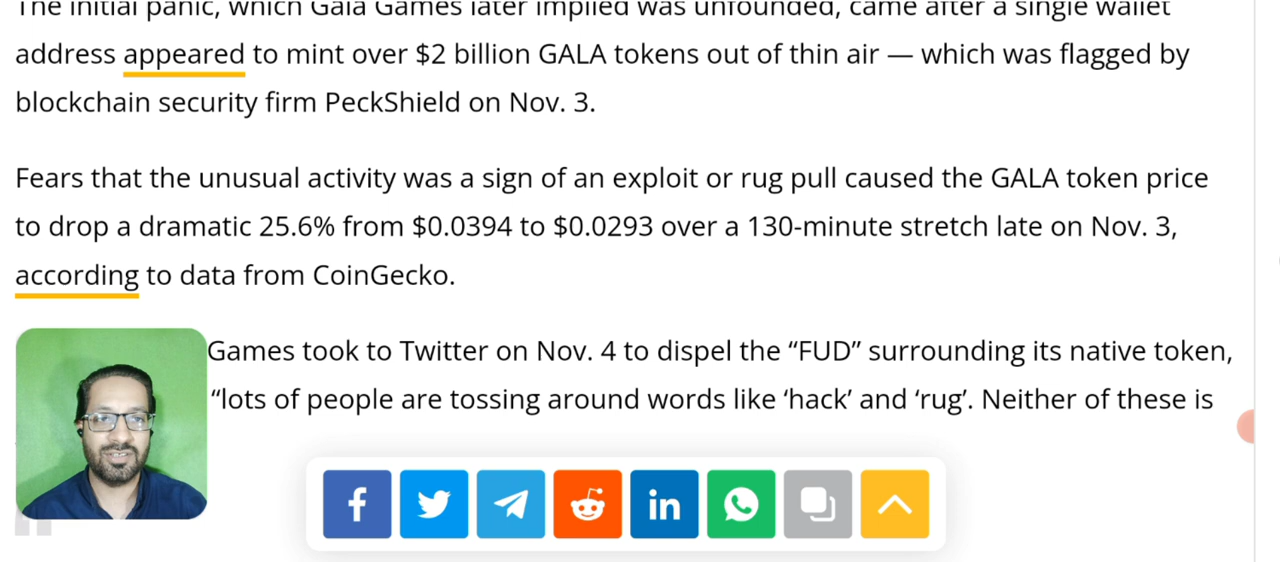 The initial panic, which Gala Games later implied was unfounded, came after a single wallet
address appeared to mint over $2 billion GALA tokens out of thin air — which was flagged by
blockchain security firm PeckShield on Nov. 3.
Fears that the unusual activity was a sign of an exploit or rug pull caused the GALA token price
to drop a dramatic 25.6% from $0.0394 to $0.0293 over a 130-minute stretch late on Nov. 3,
according to data from CoinGecko.
Games took to Twitter on Nov. 4 to dispel the “FUD” surrounding its native token,
“lots of people are tossing around words like ‘hack’ and ‘rug’. Neither of these is